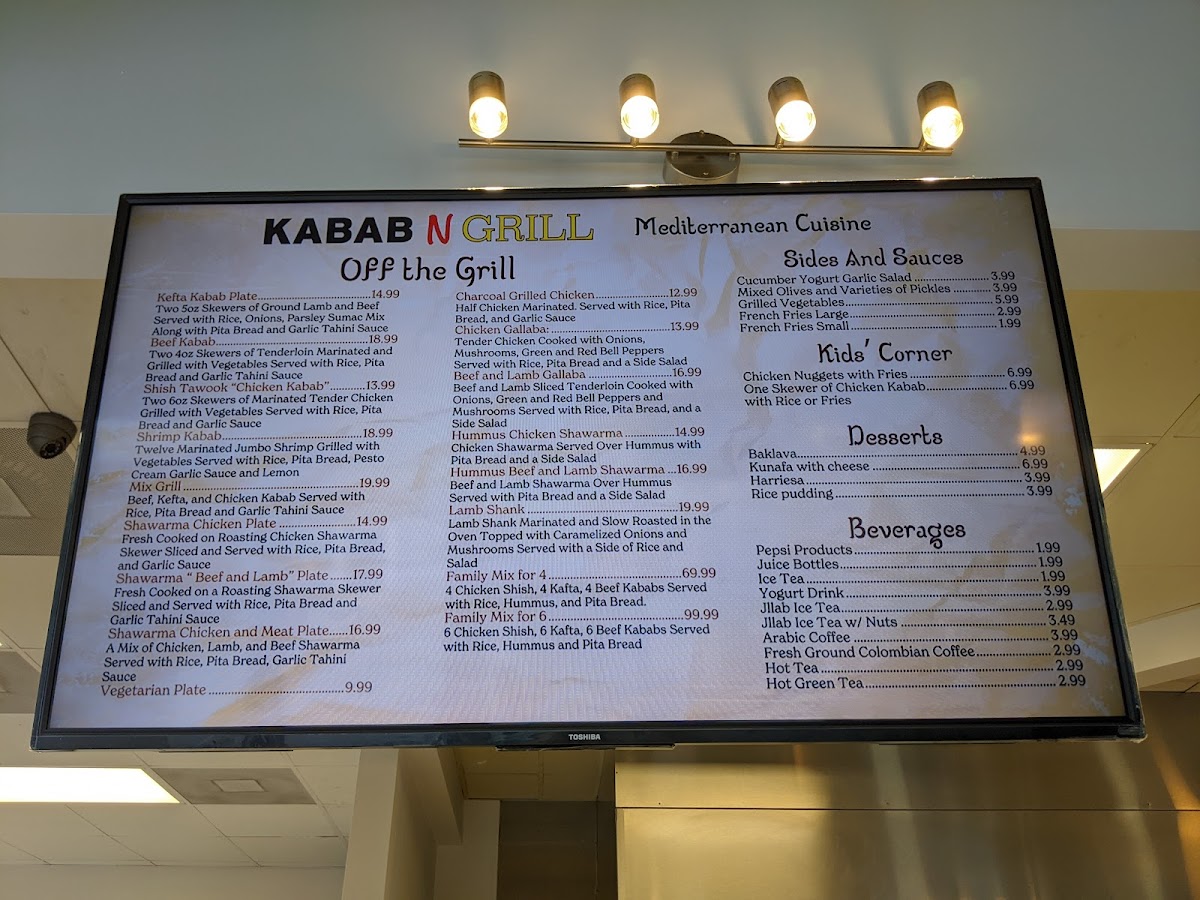 KABAB N GRILL
Mediterranean Cuisine
Off the Grill
Kefta Kabab Plate..........14.99
Two 5oz Skewers of Ground Lamb and Beef
Served with Rice, Onions, Parsley Sumac Mix
Along with Pita Bread and Garlic Tahini Sauce
Beef Kabab..........18.99
Two 4oz Skewers of Tenderloin Marinated and
Grilled with Vegetables Served with Rice, Pita
Bread and Garlic Tahini Sauce
Shish Tawook "Chicken Kabab"..........13.99
Two 6oz Skewers of Marinated Tender Chicken
Grilled with Vegetables Served with Rice, Pita
Bread and Garlic Sauce
Shrimp Kabab..........18.99
Twelve Marinated Jumbo Shrimp Grilled with
Vegetables Served with Rice, Pita Bread, Pesto
Cream Garlic Sauce and Lemon
Mix Grill..........19.99
Beef, Kefta, and Chicken Kabab Served with
Rice, Pita Bread and Garlic Tahini Sauce
Shawarma Chicken Plate..........14.99
Fresh Cooked on Roasting Chicken Shawarma
Skewer Sliced and Served with Rice, Pita Bread,
and Garlic Sauce
Shawarma " Beef and Lamb" Plate.......17.99
Fresh Cooked on a Roasting Shawarma Skewer
Sliced and Served with Rice, Pita Bread and
Garlic Tahini Sauce
Shawarma Chicken and Meat Plate......16.99
A Mix of Chicken, Lamb, and Beef Shawarma
Served with Rice, Pita Bread, Garlic Tahini
Sauce
Vegetarian Plate..........9.99
Charcoal Grilled Chicken..........12.99
Half Chicken Marinated. Served with Rice, Pita
Bread, and Garlic Sauce
Chicken Gallaba:..........13.99
Tender Chicken Cooked with Onions,
Mushrooms, Green and Red Bell Peppers
Served with Rice, Pita Bread and a Side Salad
Beef and Lamb Gallaba..........16.99
Beef and Lamb Sliced Tenderloin Cooked with
Onions, Green and Red Bell Peppers and
Mushrooms Served with Rice, Pita Bread, and a
Side Salad
Hummus Chicken Shawarma..........14.99
Chicken Shawarma Served Over Hummus with
Pita Bread and a Side Salad
Hummus Beef and Lamb Shawarma...16.99
Beef and Lamb Shawarma Over Hummus
Served with Pita Bread and a Side Salad
Lamb Shank..........19.99
Lamb Shank Marinated and Slow Roasted in the
Oven Topped with Caramelized Onions and
Mushrooms Served with a Side of Rice and
Salad
Family Mix for 4..........69.99
4 Chicken Shish, 4 Kafta, 4 Beef Kababs Served
with Rice, Hummus, and Pita Bread.
Family Mix for 6..........99.99
6 Chicken Shish, 6 Kafta, 6 Beef Kababs Served
with Rice, Hummus and Pita Bread
Sides And Sauces
Cucumber Yogurt Garlic Salad..........3.99
Mixed Olives and Varieties of Pickles..........3.99
Grilled Vegetables..........5.99
French Fries Large..........2.99
French Fries Small..........1.99
Kids' Corner
Chicken Nuggets with Fries..........6.99
One Skewer of Chicken Kabab..........6.99
with Rice or Fries
Desserts
Baklava..........4.99
Kunafa with cheese..........6.99
Harriesa..........3.99
Rice pudding..........3.99
Beverages
Pepsi Products..........1.99
Juice Bottles..........1.99
Ice Tea..........1.99
Yogurt Drink..........3.99
Jllab Ice Tea..........2.99
Jllab Ice Tea w/ Nuts..........3.49
Arabic Coffee..........3.99
Fresh Ground Colombian Coffee..........2.99
Hot Tea..........2.99
Hot Green Tea..........2.99
TOSHIBA